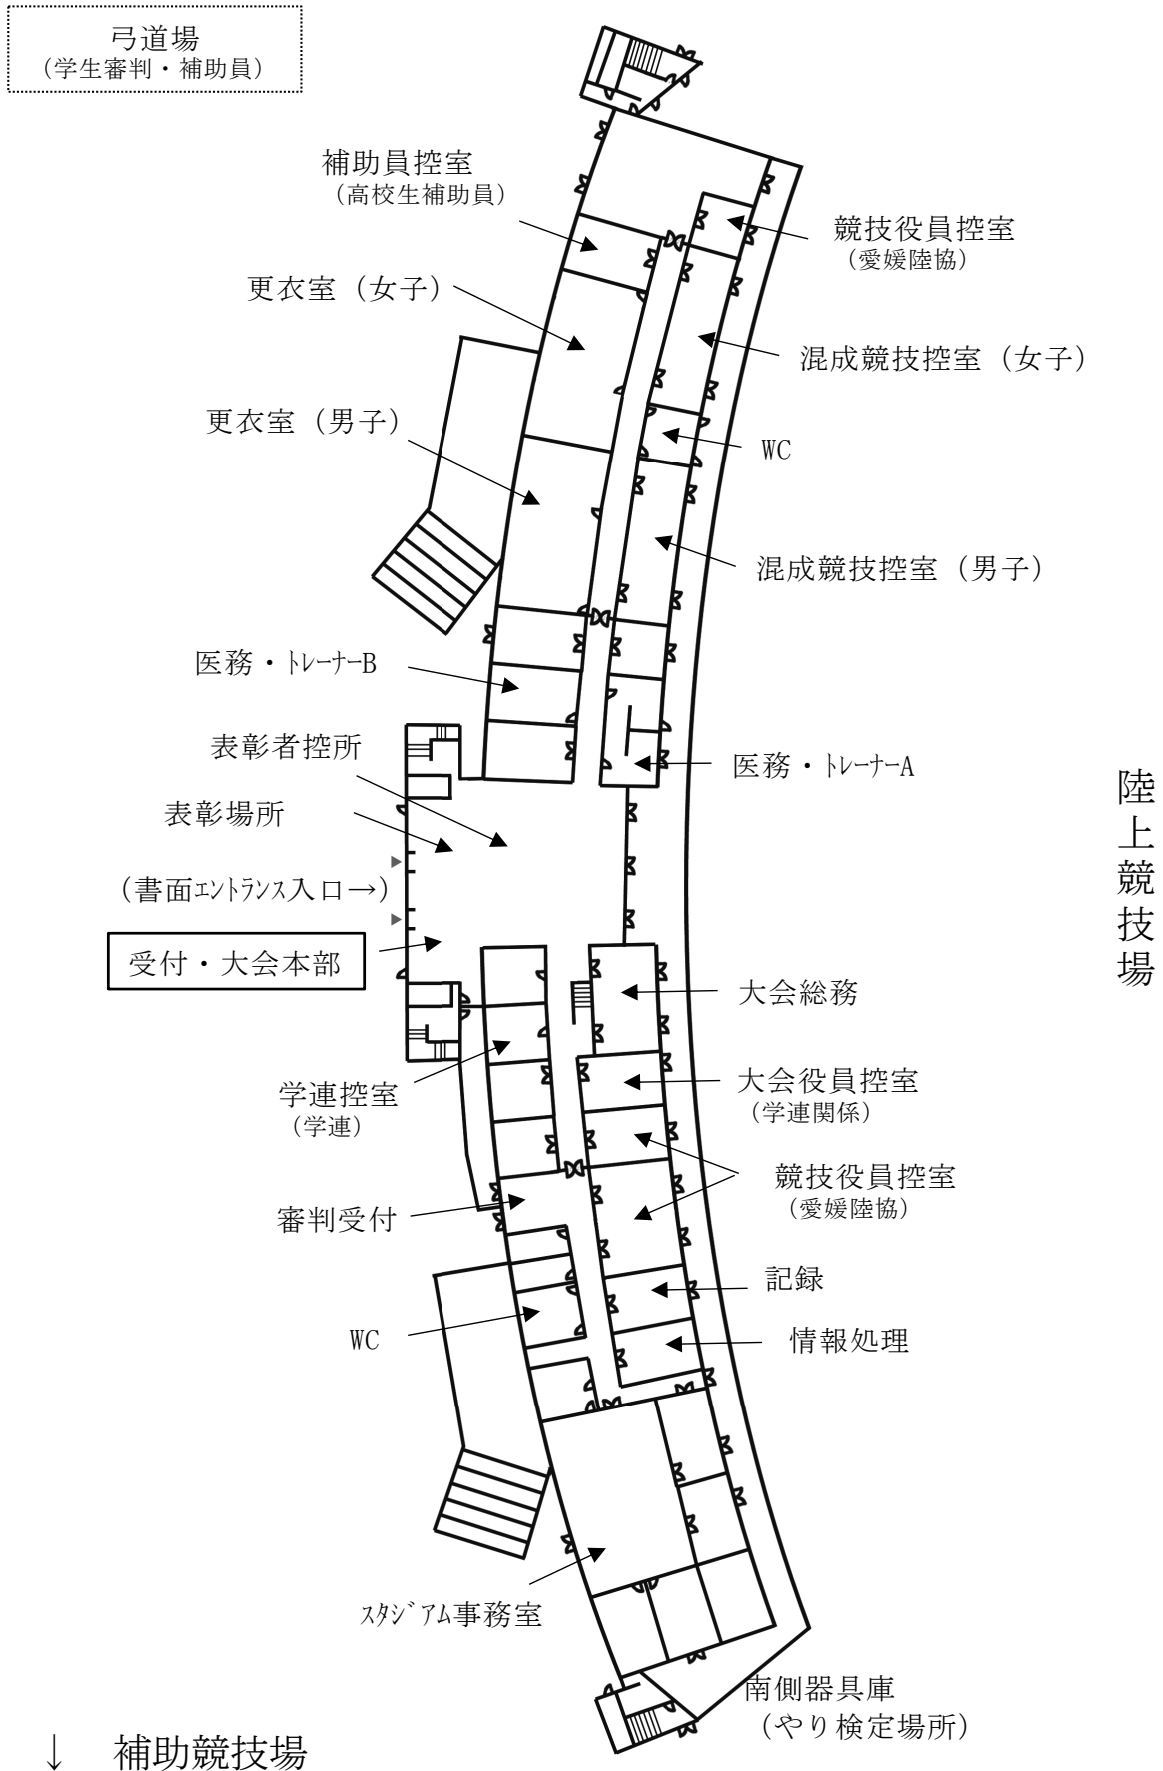 弓道場
（学生審判・補助員）
補助員控室
（高校生補助員）
競技役員控室
（愛媛陸協）
更衣室（女子）
混成競技控室（女子）
更衣室（男子）
WC
混成競技控室（男子）
医務・ﾄﾚｰﾅｰB
表彰者控所
医務・ﾄﾚｰﾅｰA
陸上競技場
表彰場所
（書面ｴﾝﾄﾗﾝｽ入口→）
受付・大会本部
大会総務
学連控室
（学連）
大会役員控室
（学連関係）
競技役員控室
（愛媛陸協）
審判受付
記録
WC
情報処理
ｽﾀｼﾞｱﾑ事務室
南側器具庫
（やり検定場所）
↓　補助競技場